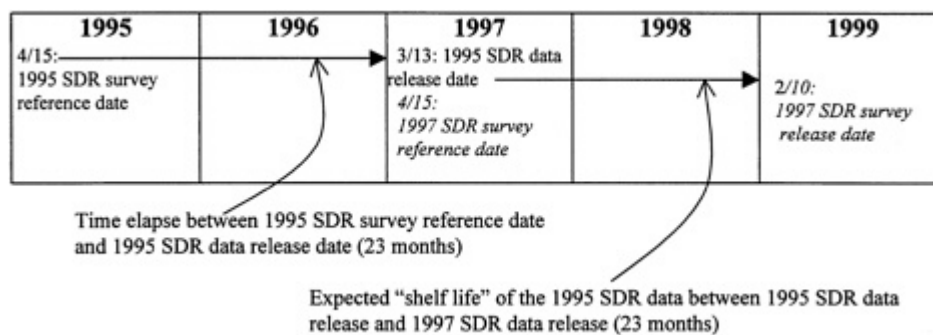 1995
4/15:
1995 SDR survey
reference date
1996
1997
3/13: 1995 SDR data
release date
4/15:
1997 SDR survey
reference date
1998
1999
2/10:
1997 SDR survey
release date
Time elapse between 1995 SDR survey reference date
and 1995 SDR data release date (23 months)
Expected “shelf life” of the 1995 SDR data between 1995 SDR data
release and 1997 SDR data release (23 months)